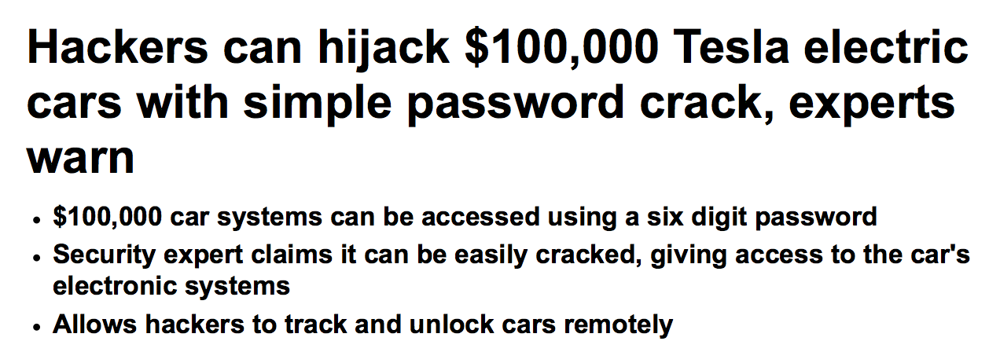 Hackers can hijack $100,000 Tesla electric
cars with simple password crack, experts
warn
• $100,000 car systems can be accessed using a six digit password
• Security expert claims it can be easily cracked, giving access to the car's
electronic systems
• Allows hackers to track and unlock cars remotely